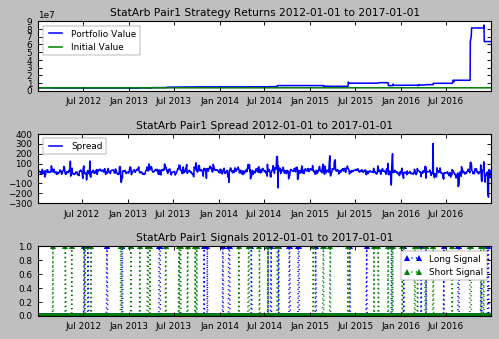 StatArb Pair1 Strategy Returns 2012-01-01 to 2017-01-01
1e7
9
8
7
6
5
4
3
2
1
0
Portfolio Value
Initial Value
Jul 2012 Jan 2013 Jul 2013 Jan 2014 Jul 2014 Jan 2015 Jul 2015 Jan 2016 Jul 2016
StatArb Pair1 Spread 2012-01-01 to 2017-01-01
400
300
200
100
0
−100
−200
−300
Spread
Jul 2012 Jan 2013 Jul 2013 Jan 2014 Jul 2014 Jan 2015 Jul 2015 Jan 2016 Jul 2016
StatArb Pair1 Signals 2012-01-01 to 2017-01-01
1.0
0.8
0.6
0.4
0.2
0.0
Long Signal
Short Signal
Jul 2012 Jan 2013 Jul 2013 Jan 2014 Jul 2014 Jan 2015 Jul 2015 Jan 2016 Jul 2016